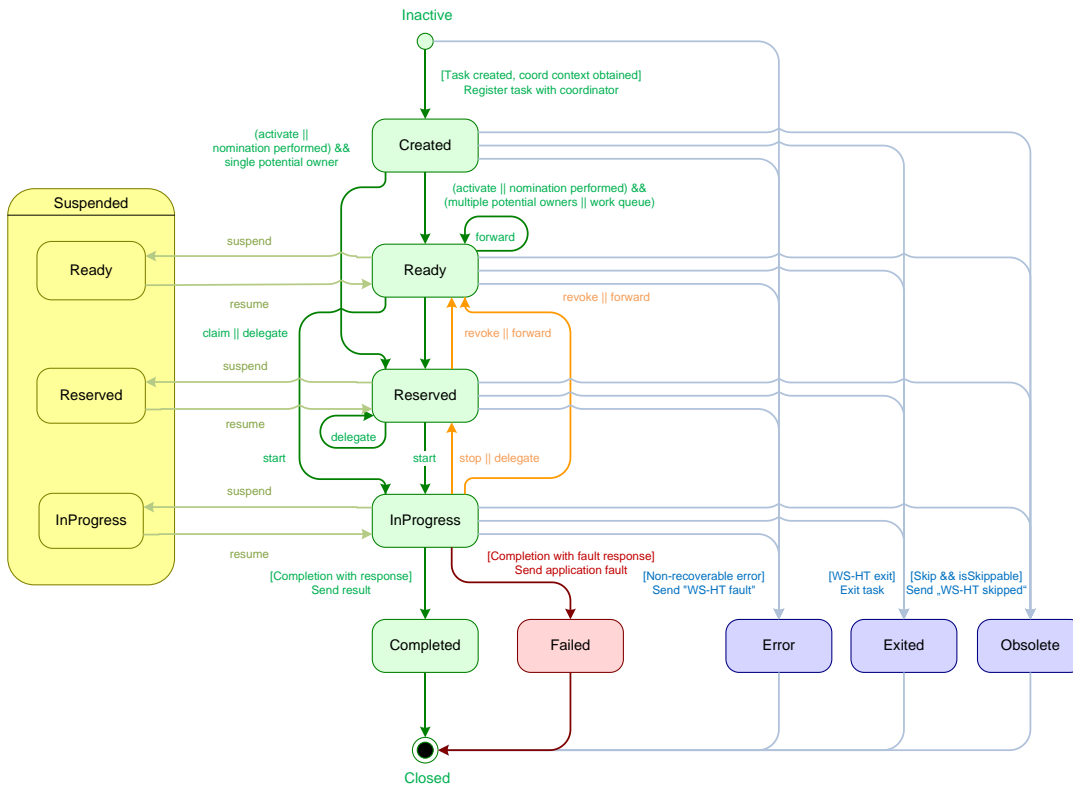 Inactive
[Task created, coord context obtained]
Register task with coordinator
(activate ||
nomination performed) &&
single potential owner
Created
(activate || nomination performed) &&
(multiple potential owners || work queue)
Suspended
suspend
forward
Ready
Ready
resume
revoke || forward
claim || delegate
revoke || forward
suspend
Reserved
Reserved
resume
delegate
start
start
stop || delegate
suspend
InProgress
InProgress
resume
[Completion with response]
Send result
[Completion with fault response]
Send application fault
[Non-recoverable error]
Send "WS-HT fault"
[WS-HT exit]
Exit task
[Skip && isSkippable]
Send „WS-HT skipped“
Completed
Failed
Error
Exited
Obsolete
Closed